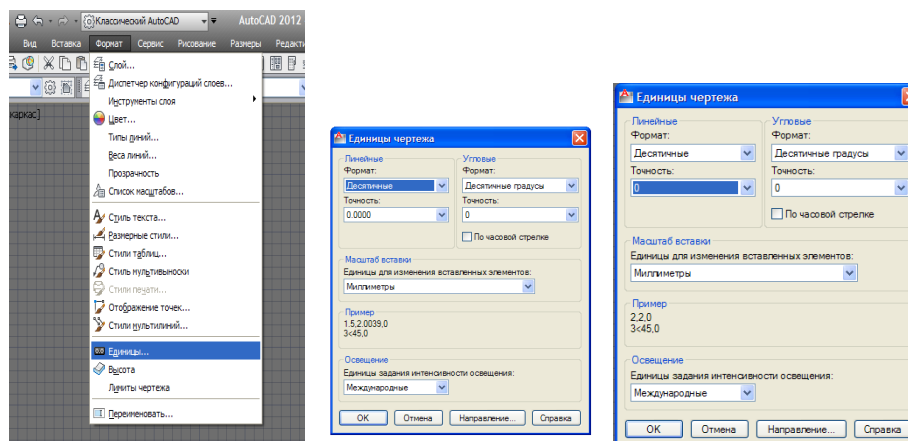 Классический AutoCAD
AutoCAD 2012
Вид Вставка Формат Сервис Рисование Размеры Редакти
каркас]
Слой...
Диспетчер конфигураций слоев...
Инструменты слоя
Цвет...
Типы линий...
Веса линий...
Прозрачность
Список масштабов...
Стиль текста...
Размерные стили...
Стили таблиц...
Стиль мультивыноски
Стили печати...
Отображение точек...
Стили мультилиний...
0.0 Единицы...
Высота
Лимиты чертежа
Переименовать...
Единицы чертежа
Линейные
Формат:
Десятичные
Точность:
0.0000
Угловые
Формат:
Десятичные градусы
Точность:
0
По часовой стрелке
Масштаб вставки
Единицы для изменения вставленных элементов:
Миллиметры
Пример
1.5,2.0039,0
3<45,0
Освещение
Единицы задания интенсивности освещения:
Международные
OK Отмена Направление... Справка
Единицы чертежа
Линейные
Формат:
Десятичные
Точность:
0
Угловые
Формат:
Десятичные градусы
Точность:
0
По часовой стрелке
Масштаб вставки
Единицы для изменения вставленных элементов:
Миллиметры
Пример
2,2,0
3<45,0
Освещение
Единицы задания интенсивности освещения:
Международные
OK Отмена Направление... Справка